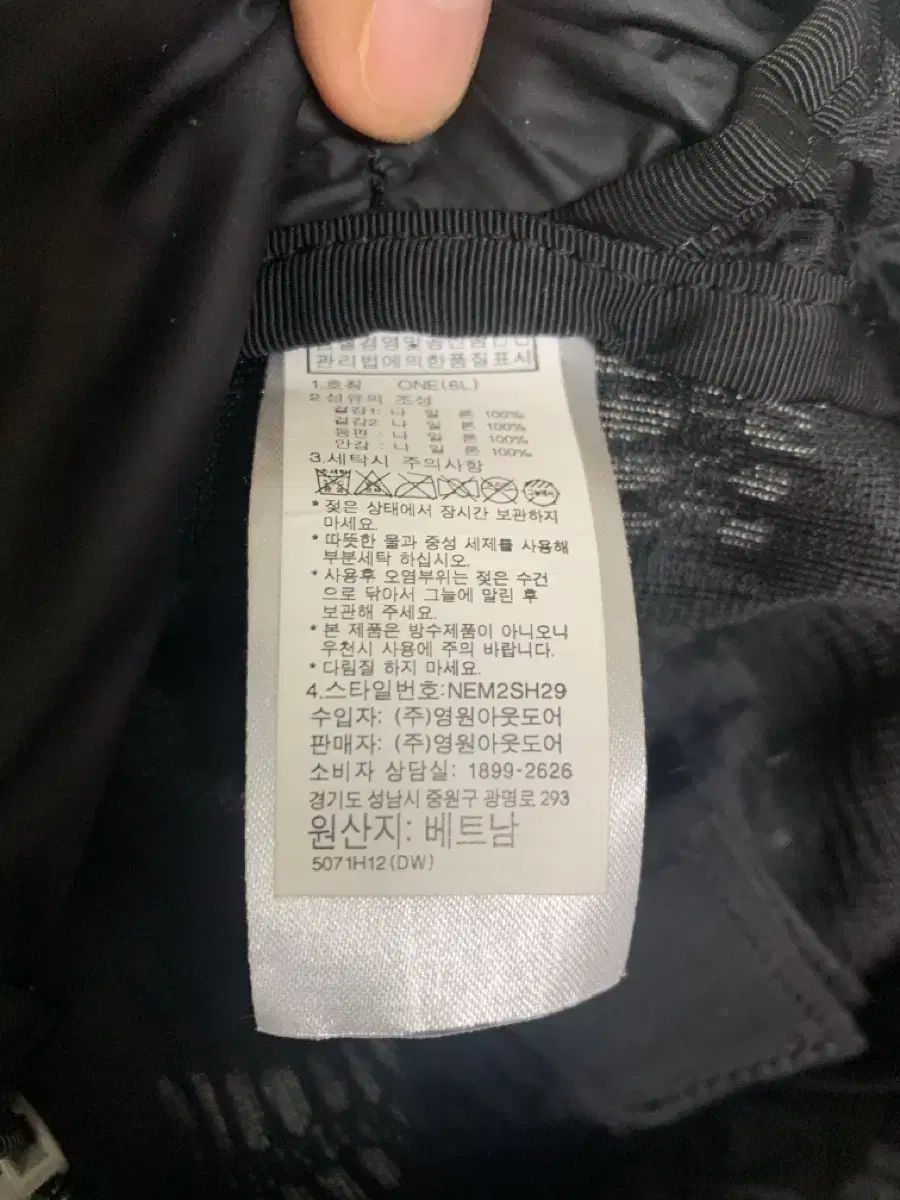 관리법에의한품질표시
1.호칭 ONE(6L)
2.섬유의 조성
겉감1: 나 일 론 100%
겉감2: 나 일 론 100%
등판 : 나 일 론 100%
안감 : 나 일 론 100%
3.세탁시 주의사항
* 젖은 상태에서 장시간 보관하지
마세요.
* 따뜻한 물과 중성 세제를 사용해
부분세탁 하십시오.
* 사용후 오염부위는 젖은 수건
으로 닦아서 그늘에 말린 후
보관해 주세요.
* 본 제품은 방수제품이 아니오니
우천시 사용에 주의 바랍니다.
* 다림질 하지 마세요.
4.스타일번호:NEM2SH29
수입자: (주)영원아웃도어
판매자: (주)영원아웃도어
소비자 상담실: 1899-2626
경기도 성남시 중원구 광명로 293
원산지: 베트남
5071H12(DW)